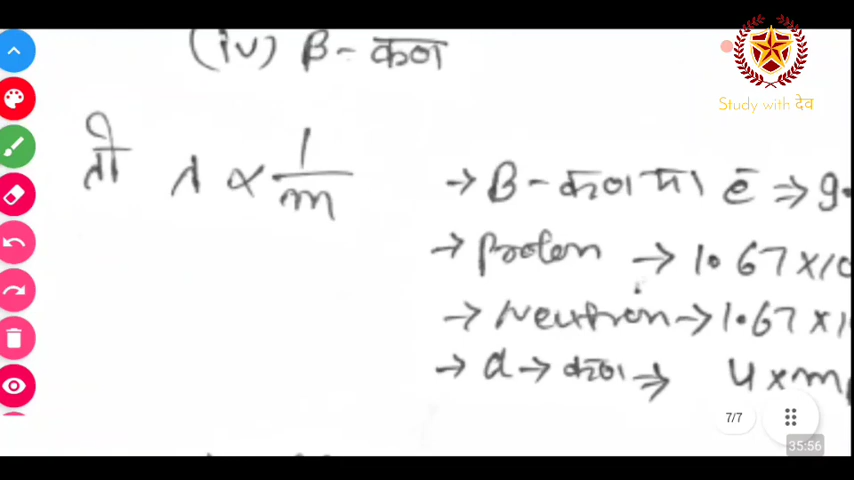 (iv) β - कण
Study with देव
तो λ ∝ 1/m
→ β - कण या e̅ ⇒ 9.
→ Proton → 1.67 × 10
→ Neutron → 1.67 × 1
→ α → कण ⇒ 4 × m
7/7
35:56